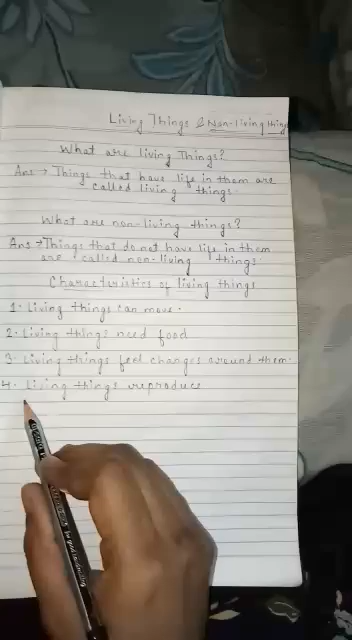 Living Things & Non-living things
What are living Things?
Ans → Things that have life in them are
called living things.
What are non-living things?
Ans → Things that do not have life in them
are called non-living things.
Characteristics of living things
1. Living things can move.
2. Living things need food
3. Living things feel changes around them.
4. Living things reproduce